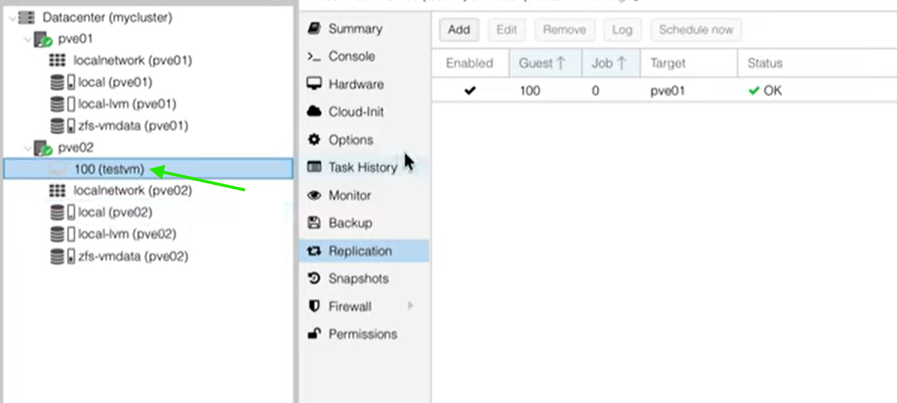 Datacenter (mycluster)
pve01
localnetwork (pve01)
local (pve01)
local-lvm (pve01)
zfs-vmdata (pve01)
pve02
100 (testvm)
localnetwork (pve02)
local (pve02)
local-lvm (pve02)
zfs-vmdata (pve02)
Summary
Console
Hardware
Cloud-Init
Options
Task History
Monitor
Backup
Replication
Snapshots
Firewall
Permissions
Add Edit Remove Log Schedule now
Enabled Guest ↑ Job ↑ Target Status
100 0 pve01 OK